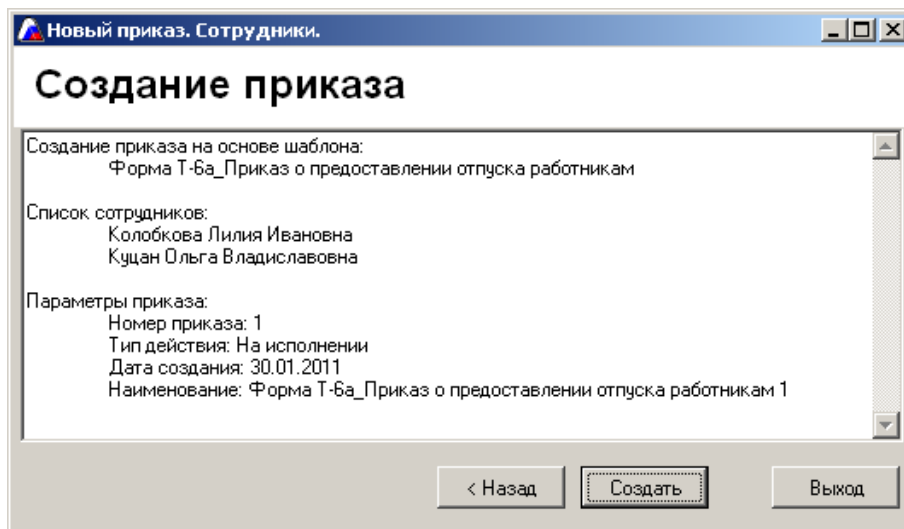 Новый приказ. Сотрудники.
Создание приказа
Создание приказа на основе шаблона:
Форма Т-6а_Приказ о предоставлении отпуска работникам
Список сотрудников:
Колобкова Лилия Ивановна
Куцан Ольга Владиславовна
Параметры приказа:
Номер приказа: 1
Тип действия: На исполнении
Дата создания: 30.01.2011
Наименование: Форма Т-6а_Приказ о предоставлении отпуска работникам 1
< Назад Создать Выход